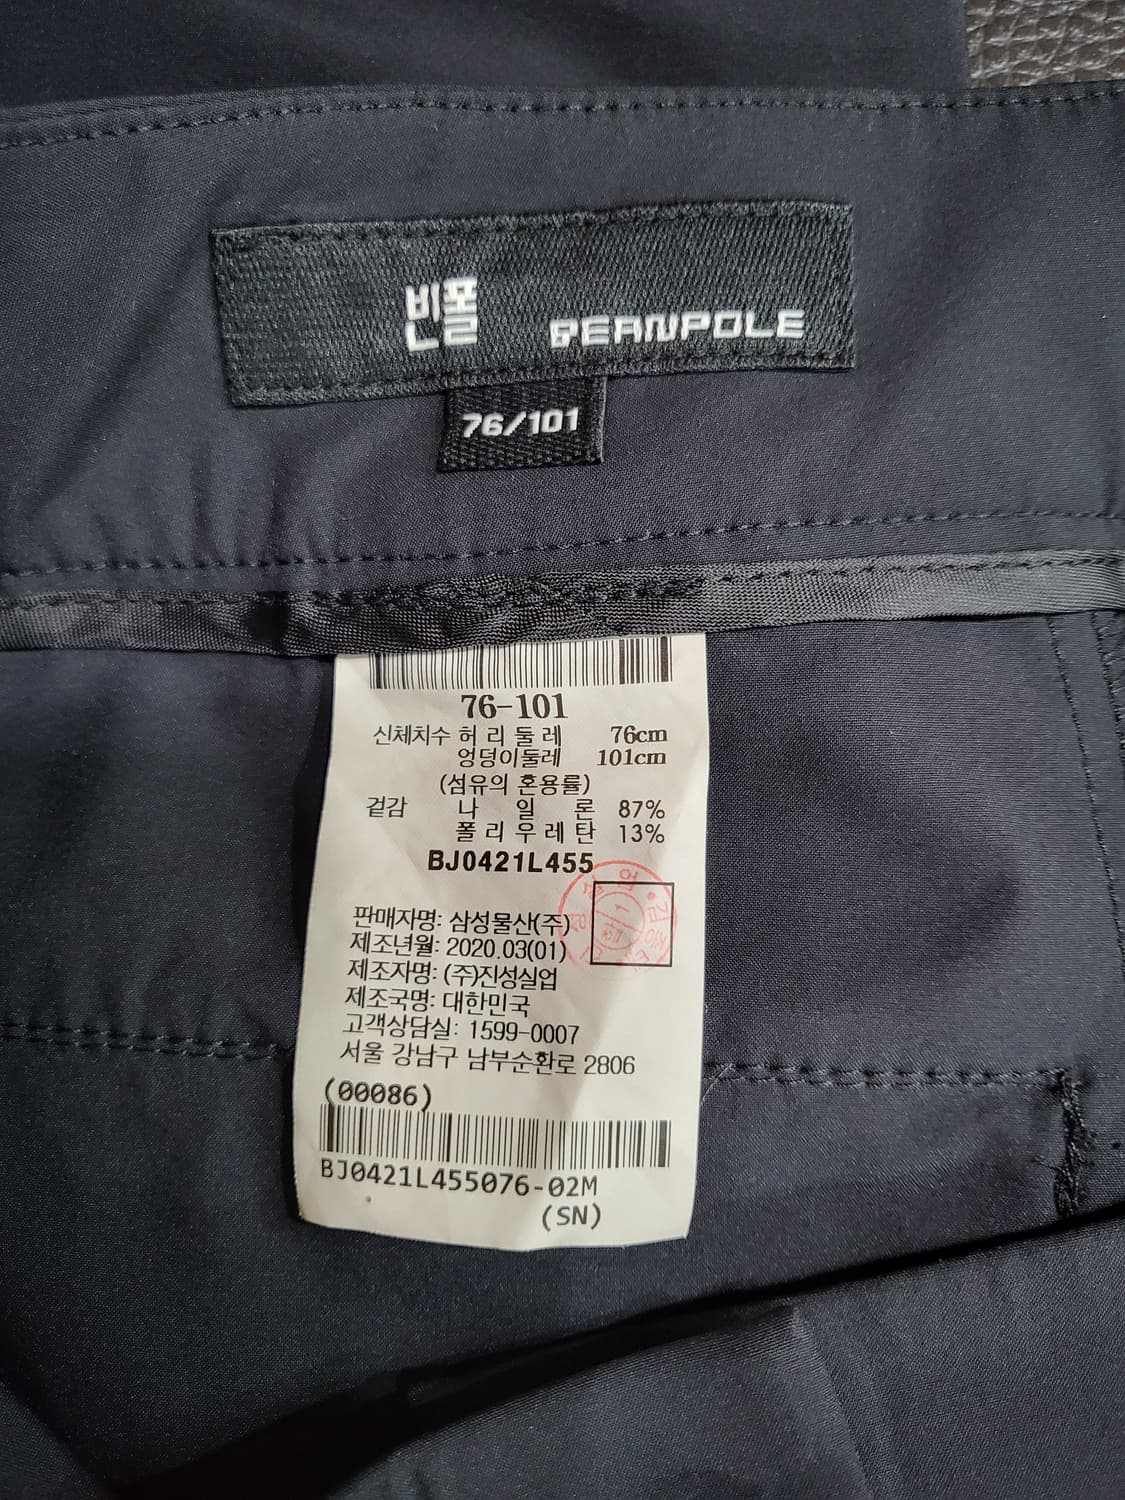 빈폴 BEANPOLE
76/101
76-101
신체치수 허리둘레 76cm
엉덩이둘레 101cm
(섬유의 혼용률)
겉감 나일론 87%
폴리우레탄 13%
BJ0421L455
판매자명: 삼성물산(주)
제조년월: 2020.03(01)
제조자명: (주)진성실업
제조국명: 대한민국
고객상담실: 1599-0007
서울 강남구 남부순환로 2806
(00086)
BJ0421L455076-02M
(SN)